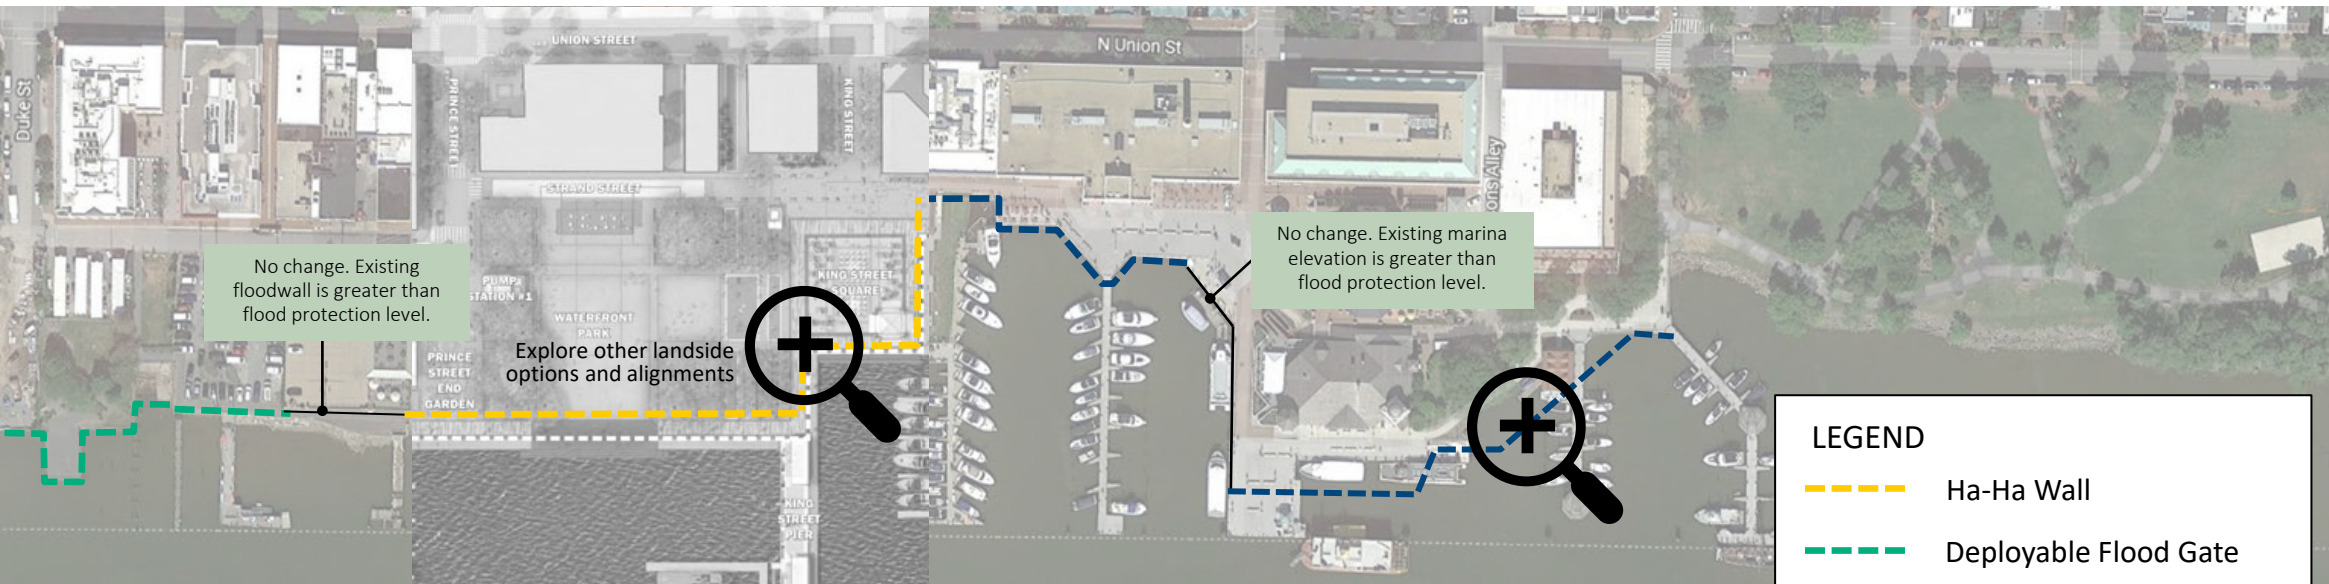 ... UNION STREET
N Union St
Duke St
PRINCE STREET
KING STREET
ons Alley
STRAND STREET
No change. Existing
floodwall is greater than
flood protection level.
No change. Existing marina
elevation is greater than
flood protection level.
PUMP
STATION #1
KING STREET
SQUARE
WATERFRONT
PARK
Explore other landside
options and alignments
PRINCE
STREET
END
GARDEN
KING
STREET
PIER
LEGEND
Ha-Ha Wall
Deployable Flood Gate